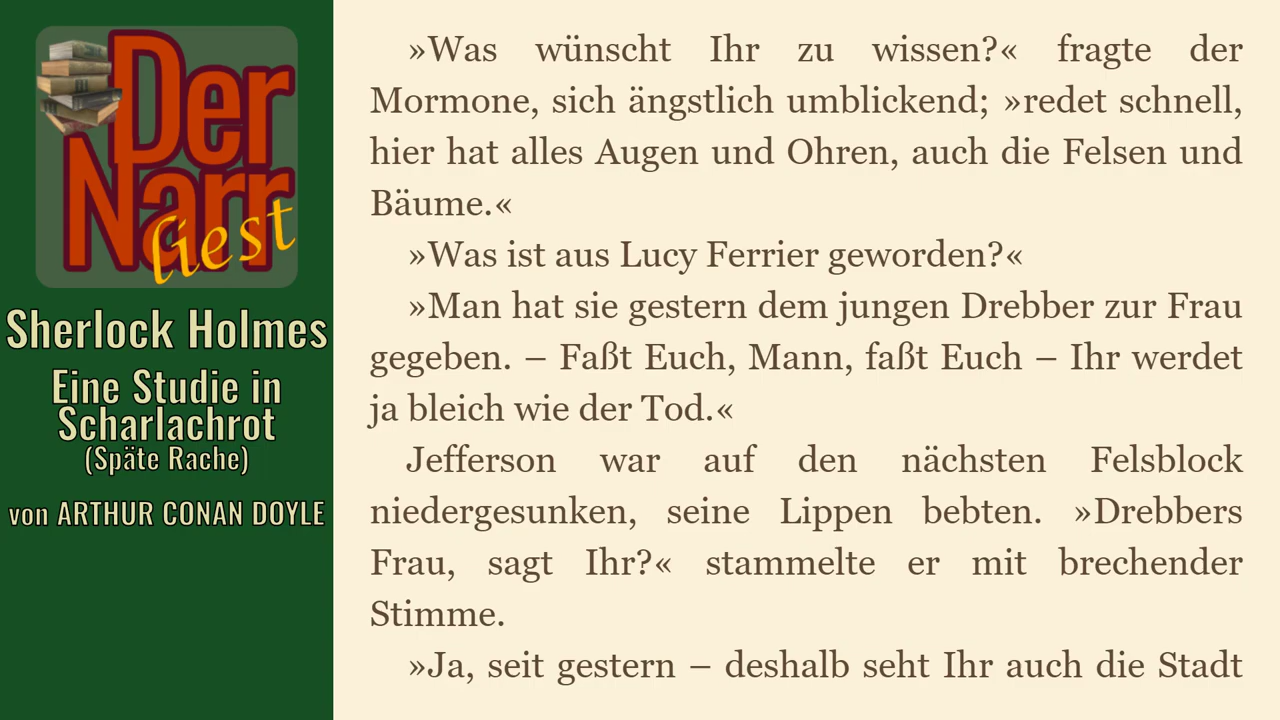 Der
Narr
liest
Sherlock Holmes
Eine Studie in
Scharlachrot
(Späte Rache)
von ARTHUR CONAN DOYLE
»Was wünscht Ihr zu wissen?« fragte der
Mormone, sich ängstlich umblickend; »redet schnell,
hier hat alles Augen und Ohren, auch die Felsen und
Bäume.«
»Was ist aus Lucy Ferrier geworden?«
»Man hat sie gestern dem jungen Drebber zur Frau
gegeben. – Faßt Euch, Mann, faßt Euch – Ihr werdet
ja bleich wie der Tod.«
Jefferson war auf den nächsten Felsblock
niedergesunken, seine Lippen bebten. »Drebbers
Frau, sagt Ihr?« stammelte er mit brechender
Stimme.
»Ja, seit gestern – deshalb seht Ihr auch die Stadt